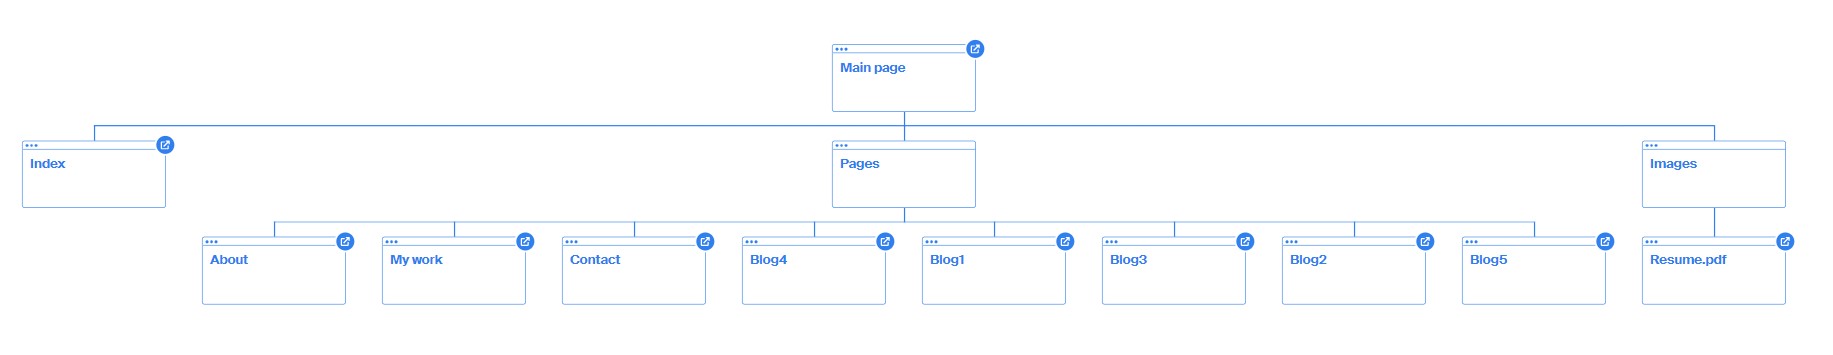 Main page
Index
Pages
Images
About
My work
Contact
Blog4
Blog1
Blog3
Blog2
Blog5
Resume.pdf